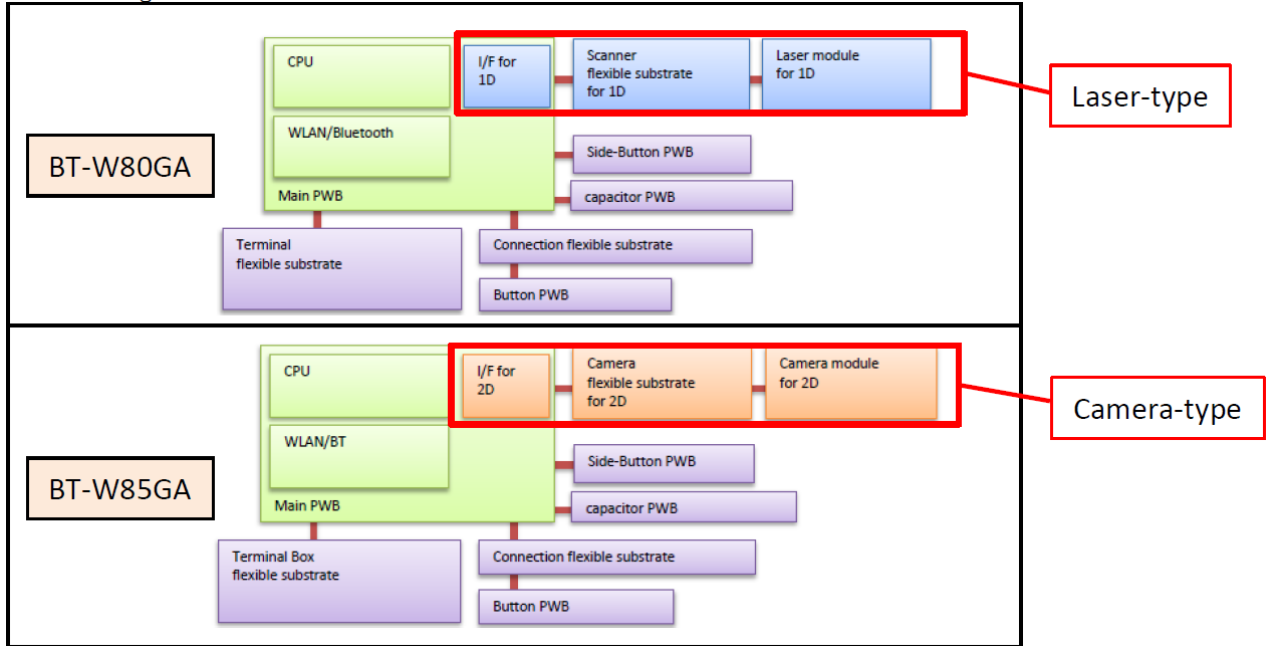 CPU
I/F for
1D
Scanner
flexible substrate
for 1D
Laser module
for 1D
Laser-type
WLAN/Bluetooth
BT-W80GA
Side-Button PWB
Main PWB
capacitor PWB
Terminal
flexible substrate
Connection flexible substrate
Button PWB
CPU
I/F for
2D
Camera
flexible substrate
for 2D
Camera module
for 2D
Camera-type
WLAN/BT
BT-W85GA
Side-Button PWB
Main PWB
capacitor PWB
Terminal Box
flexible substrate
Connection flexible substrate
Button PWB